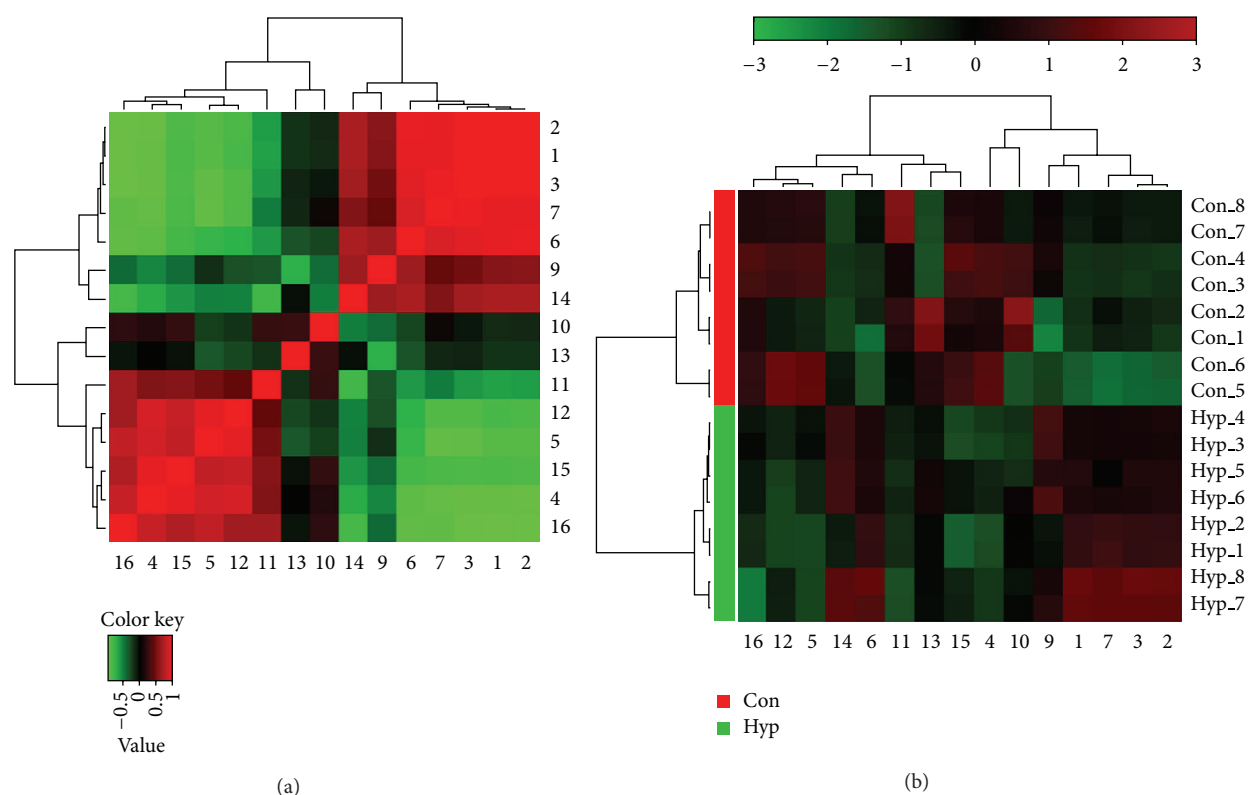 2
1
3
7
6
9
14
10
13
11
12
5
15
4
16
16 4 15 5 12 11 13 10 14 9 6 7 3 1 2
Color key
−0.5 0 0.5 1
Value
(a)
−3 −2 −1 0 1 2 3
Con_8
Con_7
Con_4
Con_3
Con_2
Con_1
Con_6
Con_5
Hyp_4
Hyp_3
Hyp_5
Hyp_6
Hyp_2
Hyp_1
Hyp_8
Hyp_7
16 12 5 14 6 11 13 15 4 10 9 1 7 3 2
Con
Hyp
(b)